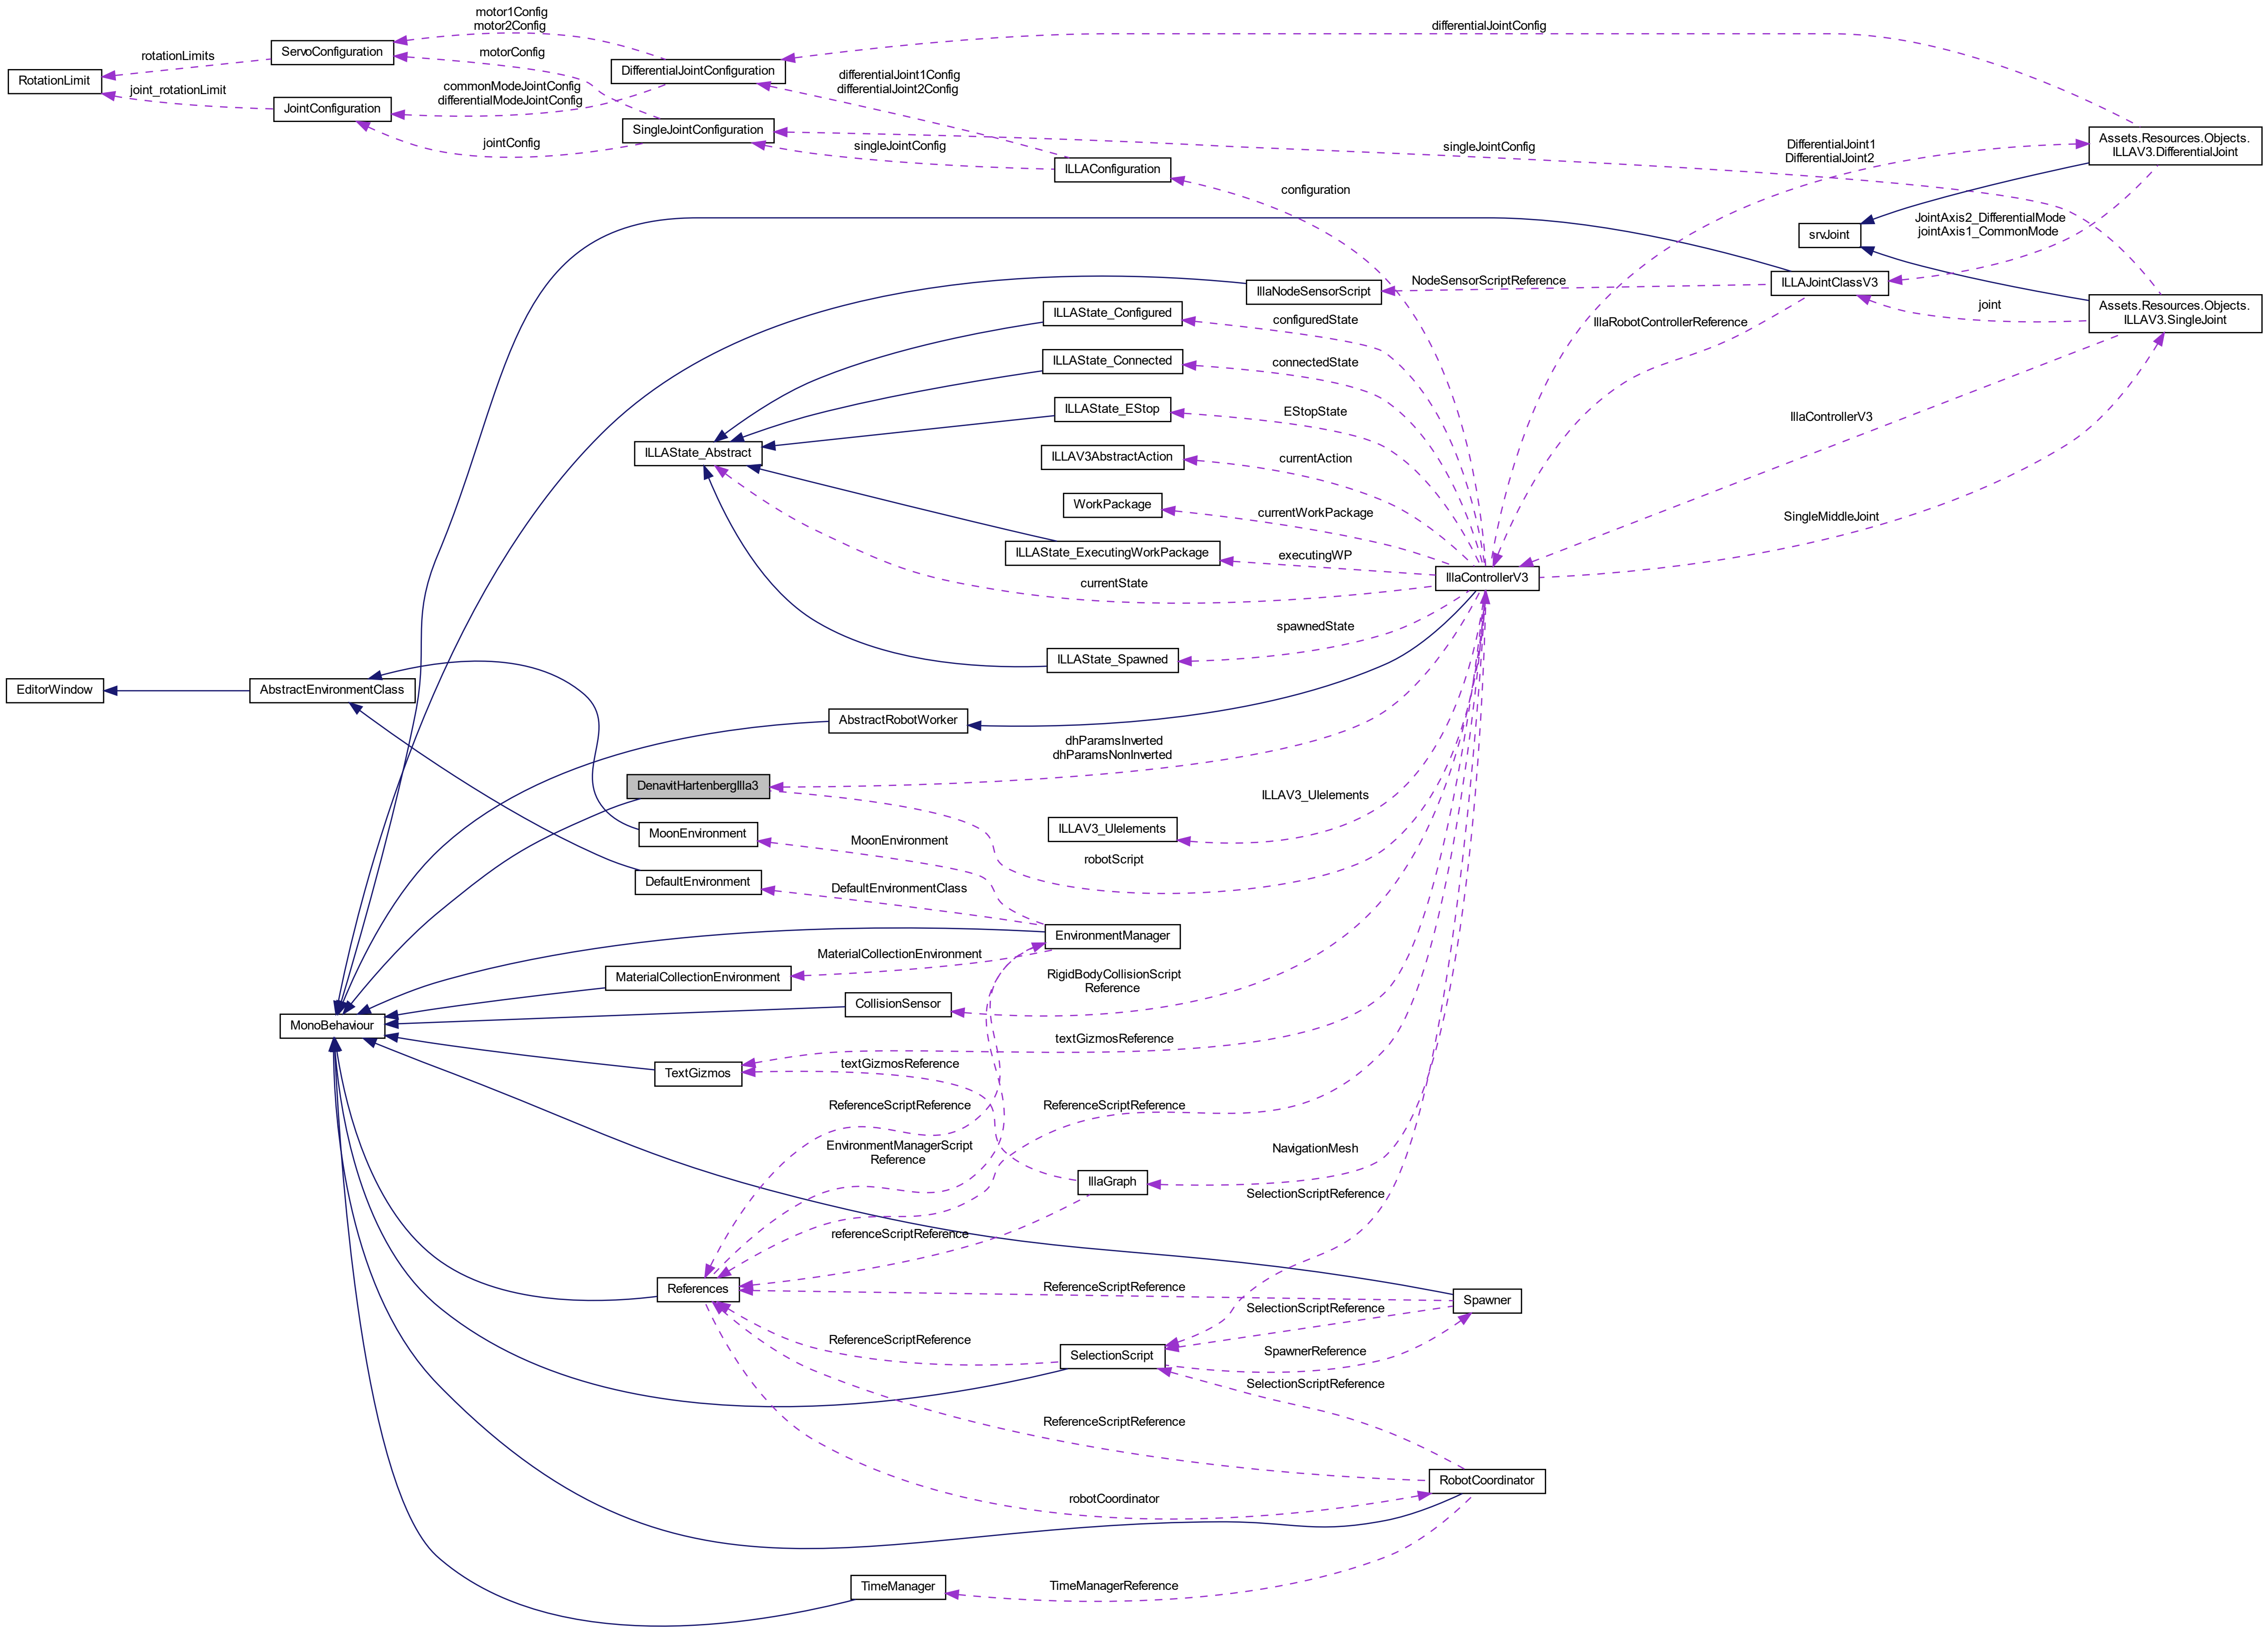 motor1Config
motor2Config
differentialJointConfig
ServoConfiguration
motorConfig
rotationLimits
RotationLimit
DifferentialJointConfiguration
differentialJoint1Config
differentialJoint2Config
joint_rotationLimit
JointConfiguration
commonModeJointConfig
differentialModeJointConfig
SingleJointConfiguration
jointConfig
singleJointConfig
ILLAConfiguration
singleJointConfig
DifferentialJoint1
DifferentialJoint2
Assets.Resources.Objects.
ILLAV3.DifferentialJoint
configuration
srvJoint
JointAxis2_DifferentialMode
jointAxis1_CommonMode
IllaNodeSensorScript
NodeSensorScriptReference
ILLAJointClassV3
Assets.Resources.Objects.
ILLAV3.SingleJoint
joint
ILLAState_Configured
configuredState
IllaRobotControllerReference
ILLAState_Connected
connectedState
ILLAState_EStop
EStopState
IllaControllerV3
ILLAState_Abstract
ILLAV3AbstractAction
currentAction
WorkPackage
currentWorkPackage
SingleMiddleJoint
ILLAState_ExecutingWorkPackage
executingWP
currentState
IllaControllerV3
spawnedState
ILLAState_Spawned
EditorWindow
AbstractEnvironmentClass
AbstractRobotWorker
dhParamsInverted
dhParamsNonInverted
DenavitHartenbergIlla3
ILLAV3_UIelements
MoonEnvironment
MoonEnvironment
ILLAV3_UIelements
robotScript
DefaultEnvironment
DefaultEnvironmentClass
EnvironmentManager
MaterialCollectionEnvironment
MaterialCollectionEnvironment
RigidBodyCollisionScript
Reference
CollisionSensor
MonoBehaviour
textGizmosReference
TextGizmos
textGizmosReference
ReferenceScriptReference
ReferenceScriptReference
EnvironmentManagerScript
Reference
NavigationMesh
IllaGraph
SelectionScriptReference
referenceScriptReference
References
ReferenceScriptReference
Spawner
SelectionScriptReference
ReferenceScriptReference
SelectionScript
SpawnerReference
SelectionScriptReference
ReferenceScriptReference
RobotCoordinator
robotCoordinator
TimeManager
TimeManagerReference